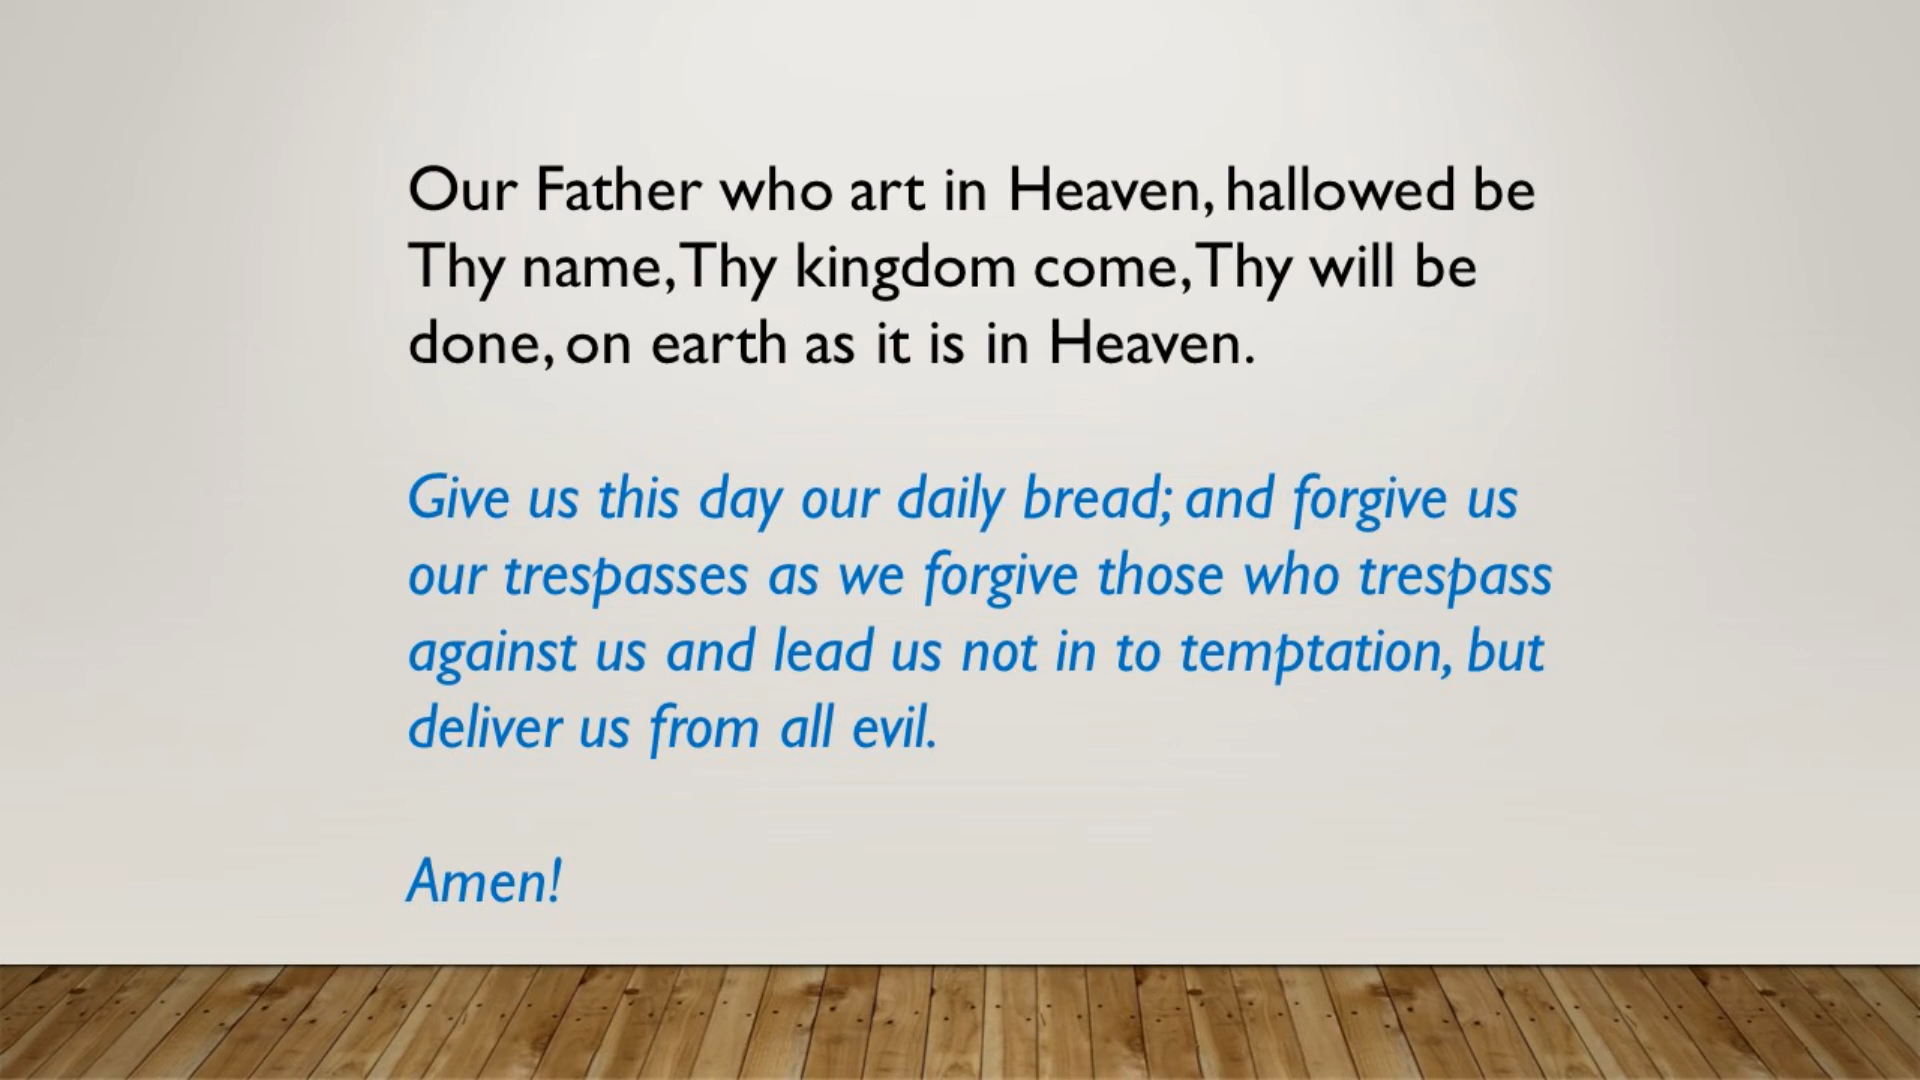 Our Father who art in Heaven, hallowed be
Thy name, Thy kingdom come, Thy will be
done, on earth as it is in Heaven.
Give us this day our daily bread; and forgive us
our trespasses as we forgive those who trespass
against us and lead us not in to temptation, but
deliver us from all evil.
Amen!